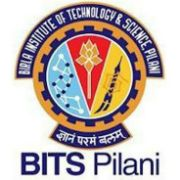 BIRLA INSTITUTE OF TECHNOLOGY & SCIENCE, PILANI
ज्ञानं परमं बलम्
BITS Pilani